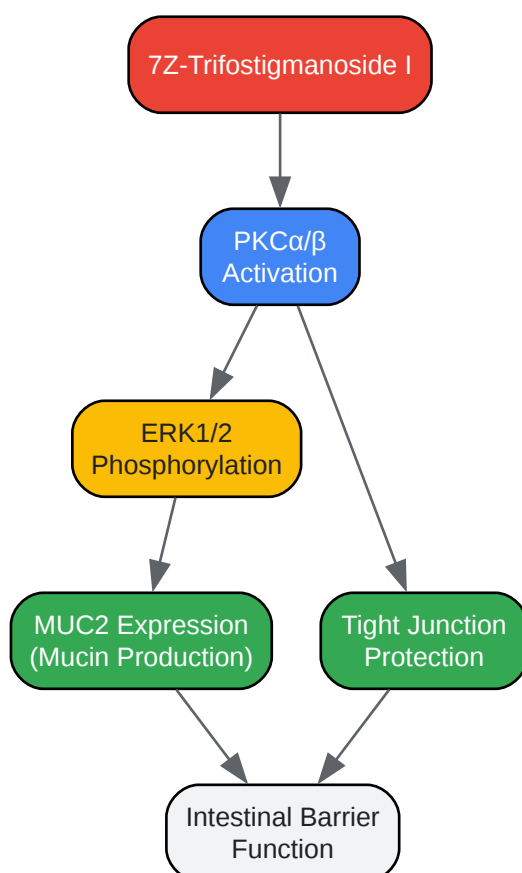 7Z-Trifostigmanoside I
PKCα/β
Activation
ERK1/2
Phosphorylation
MUC2 Expression
(Mucin Production)
Tight Junction
Protection
Intestinal Barrier
Function